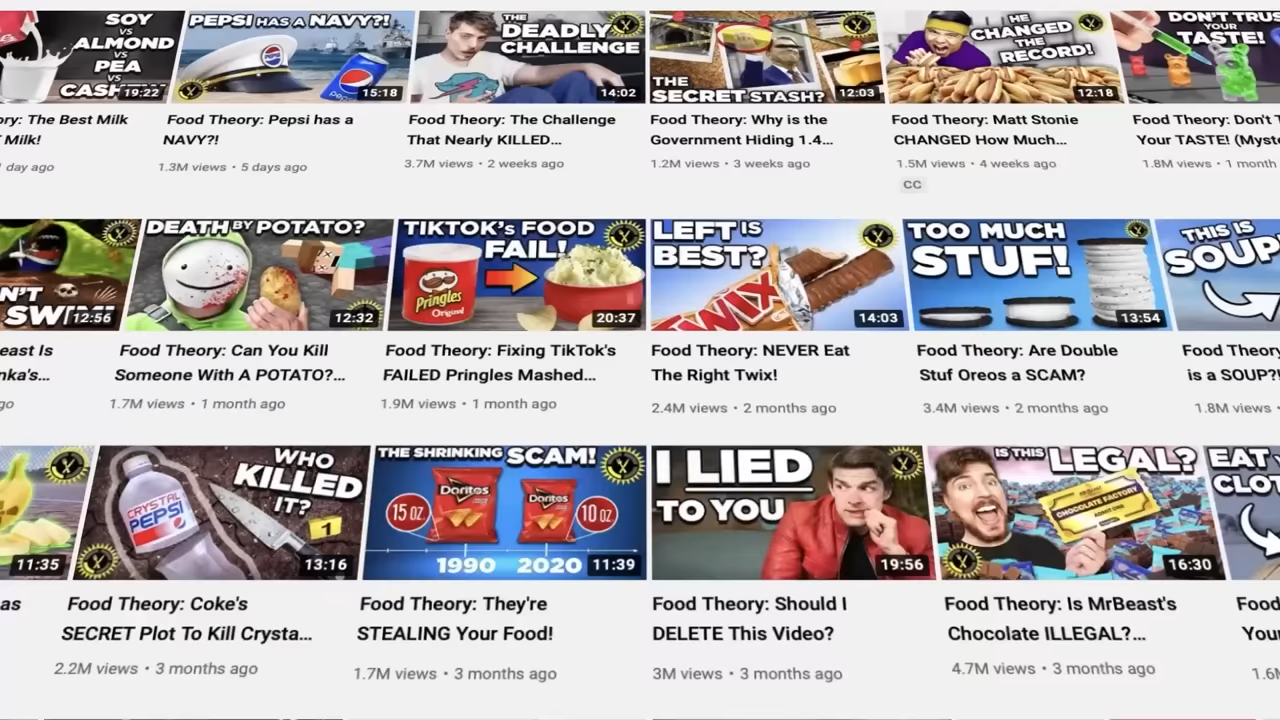 SOY
VS
ALMOND
VS
PEA
VS
CASH
19:22
PEPSI HAS A NAVY?!
pepsi
15:18
THE
DEADLY
CHALLENGE
14:02
THE
SECRET STASH?
12:03
HE
CHANGED
THE
RECORD!
12:18
DON'T TRUS
YOUR
TASTE!
ory: The Best Milk
Milk!
day ago
Food Theory: Pepsi has a
NAVY?!
1.3M views • 5 days ago
Food Theory: The Challenge
That Nearly KILLED...
3.7M views • 2 weeks ago
Food Theory: Why is the
Government Hiding 1.4...
1.2M views • 3 weeks ago
Food Theory: Matt Stonie
CHANGED How Much...
1.5M views • 4 weeks ago
CC
Food Theory: Don't T
Your TASTE! (Myste
1.8M views • 1 month
N'T
SW
12:56
DEATH BY POTATO?
12:32
TIKTOK's FOOD
FAIL!
Pringles
Original
20:37
LEFT IS
BEST?
TWIX
14:03
TOO MUCH
STUF!
13:54
THIS IS
SOUP?
east Is
nka's...
go
Food Theory: Can You Kill
Someone With A POTATO?...
1.7M views • 1 month ago
Food Theory: Fixing TikTok's
FAILED Pringles Mashed...
1.9M views • 1 month ago
Food Theory: NEVER Eat
The Right Twix!
2.4M views • 2 months ago
Food Theory: Are Double
Stuf Oreos a SCAM?
3.4M views • 2 months ago
Food Theory
is a SOUP?!
1.8M views •
11:35
CRYSTAL
PEPSI
WHO
KILLED
IT?
1
13:16
THE SHRINKING SCAM!
15 OZ
Doritos
Doritos
10 OZ
1990
2020
11:39
I LIED
TO YOU
19:56
IS THIS LEGAL?
CHOCOLATE FACTORY
ADMIT ONE
16:30
EAT Y
CLOT
as
Food Theory: Coke's
SECRET Plot To Kill Crysta...
2.2M views • 3 months ago
Food Theory: They're
STEALING Your Food!
1.7M views • 3 months ago
Food Theory: Should I
DELETE This Video?
3M views • 3 months ago
Food Theory: Is MrBeast's
Chocolate ILLEGAL?...
4.7M views • 3 months ago
Food
Your
1.6M